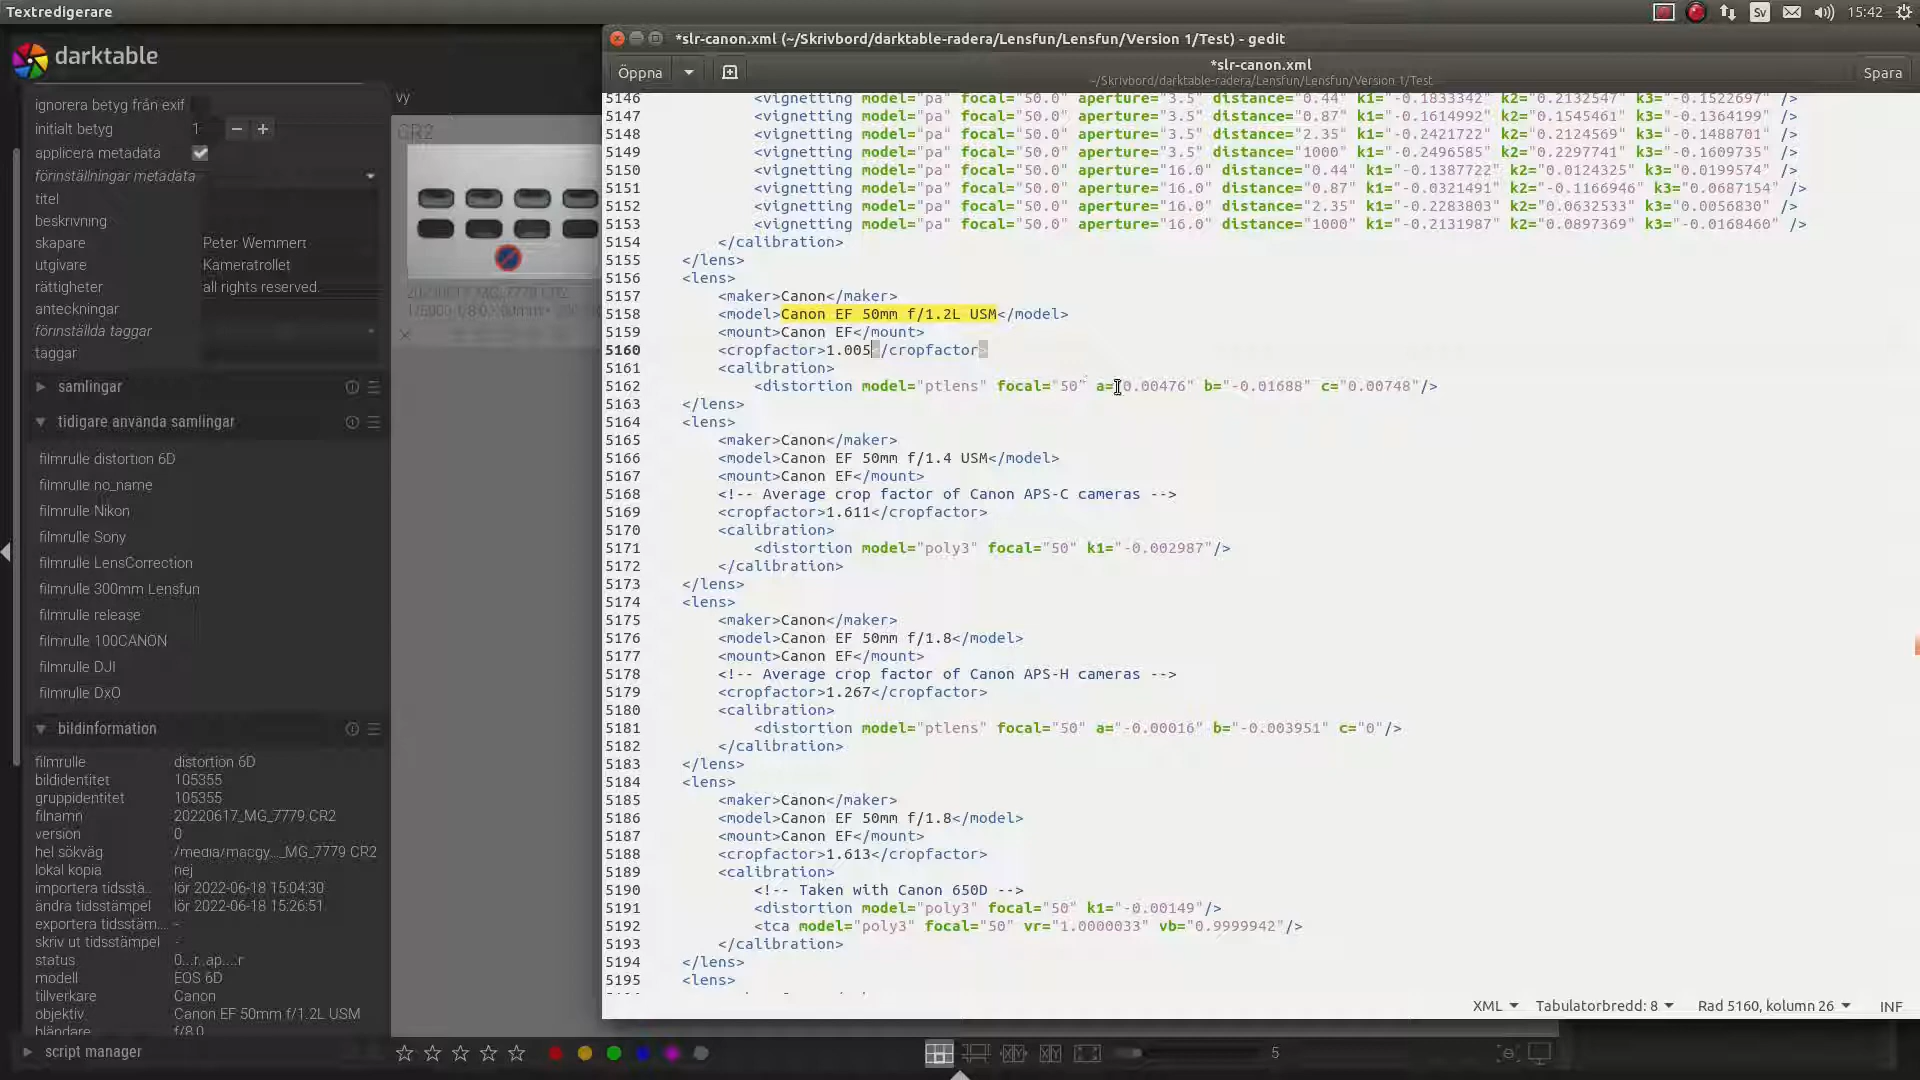 Textredigerare
Sv
15:42
darktable
ignorera betyg från exif
initialt betyg 1
applicera metadata
förinställningar metadata
titel
beskrivning
skapare Peter Wemmert
utgivare Kameratrollet
rättigheter all rights reserved.
anteckningar
förinställda taggar
taggar
samlingar
tidigare använda samlingar
filmrulle distortion 6D
filmrulle no_name
filmrulle Nikon
filmrulle Sony
filmrulle LensCorrection
filmrulle 300mm Lensfun
filmrulle release
filmrulle 100CANON
filmrulle DJI
filmrulle DxO
bildinformation
filmrulle distortion 6D
bildidentitet 105355
gruppidentitet 105355
filnamn 20220617_MG_7779.CR2
version 0
hel sökväg /media/macgy..._MG_7779.CR2
lokal kopia nej
importera tidsstä.. lör 2022-06-18 15:04:30
ändra tidsstämpel lör 2022-06-18 15:26:51
exportera tidsstäm... -
skriv ut tidsstämpel -
status 0...r..ap....r
modell EOS 6D
tillverkare Canon
objektiv Canon EF 50mm f/1.2L USM
bländare f/8.0
script manager
vy
CR2
20220617_MG_7779.CR2
5
*slr-canon.xml (~/Skrivbord/darktable-radera/Lensfun/Lensfun/Version 1/Test) - gedit
Öppna
*slr-canon.xml
~/Skrivbord/darktable-radera/Lensfun/Lensfun/Version 1/Test
Spara
5146 <vignetting model="pa" focal="50.0" aperture="3.5" distance="0.44" k1="-0.1833342" k2="0.2132547" k3="-0.1522697" />
5147 <vignetting model="pa" focal="50.0" aperture="3.5" distance="0.87" k1="-0.1614992" k2="0.1545461" k3="-0.1364199" />
5148 <vignetting model="pa" focal="50.0" aperture="3.5" distance="2.35" k1="-0.2421722" k2="0.2124569" k3="-0.1488701" />
5149 <vignetting model="pa" focal="50.0" aperture="3.5" distance="1000" k1="-0.2496585" k2="0.2297741" k3="-0.1609735" />
5150 <vignetting model="pa" focal="50.0" aperture="16.0" distance="0.44" k1="-0.1387722" k2="0.0124325" k3="0.0199574" />
5151 <vignetting model="pa" focal="50.0" aperture="16.0" distance="0.87" k1="-0.0321491" k2="-0.1166946" k3="0.0687154" />
5152 <vignetting model="pa" focal="50.0" aperture="16.0" distance="2.35" k1="-0.2283803" k2="0.0632533" k3="0.0056830" />
5153 <vignetting model="pa" focal="50.0" aperture="16.0" distance="1000" k1="-0.2131987" k2="0.0897369" k3="-0.0168460" />
5154 </calibration>
5155 </lens>
5156 <lens>
5157 <maker>Canon</maker>
5158 <model>Canon EF 50mm f/1.2L USM</model>
5159 <mount>Canon EF</mount>
5160 <cropfactor>1.005</cropfactor>
5161 <calibration>
5162 <distortion model="ptlens" focal="50" a="0.00476" b="-0.01688" c="0.00748"/>
5163 </lens>
5164 <lens>
5165 <maker>Canon</maker>
5166 <model>Canon EF 50mm f/1.4 USM</model>
5167 <mount>Canon EF</mount>
5168 <!-- Average crop factor of Canon APS-C cameras -->
5169 <cropfactor>1.611</cropfactor>
5170 <calibration>
5171 <distortion model="poly3" focal="50" k1="-0.002987"/>
5172 </calibration>
5173 </lens>
5174 <lens>
5175 <maker>Canon</maker>
5176 <model>Canon EF 50mm f/1.8</model>
5177 <mount>Canon EF</mount>
5178 <!-- Average crop factor of Canon APS-H cameras -->
5179 <cropfactor>1.267</cropfactor>
5180 <calibration>
5181 <distortion model="ptlens" focal="50" a="-0.00016" b="-0.003951" c="0"/>
5182 </calibration>
5183 </lens>
5184 <lens>
5185 <maker>Canon</maker>
5186 <model>Canon EF 50mm f/1.8</model>
5187 <mount>Canon EF</mount>
5188 <cropfactor>1.613</cropfactor>
5189 <calibration>
5190 <!-- Taken with Canon 650D -->
5191 <distortion model="poly3" focal="50" k1="-0.00149"/>
5192 <tca model="poly3" focal="50" vr="1.0000033" vb="0.9999942"/>
5193 </calibration>
5194 </lens>
5195 <lens>
XML Tabulatorbredd: 8 Rad 5160, kolumn 26 INF